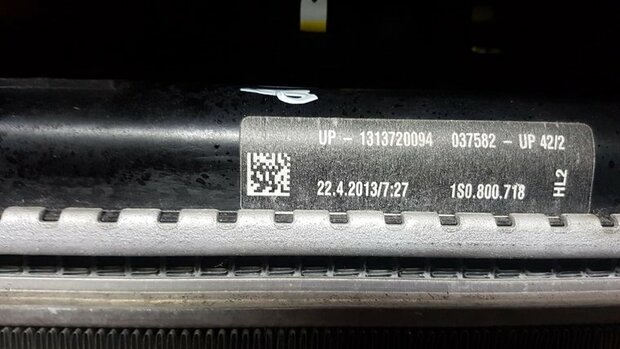 UP - 1313720094 037582 - UP 42/2
22.4.2013/7:27 1S0.800.718
HL2